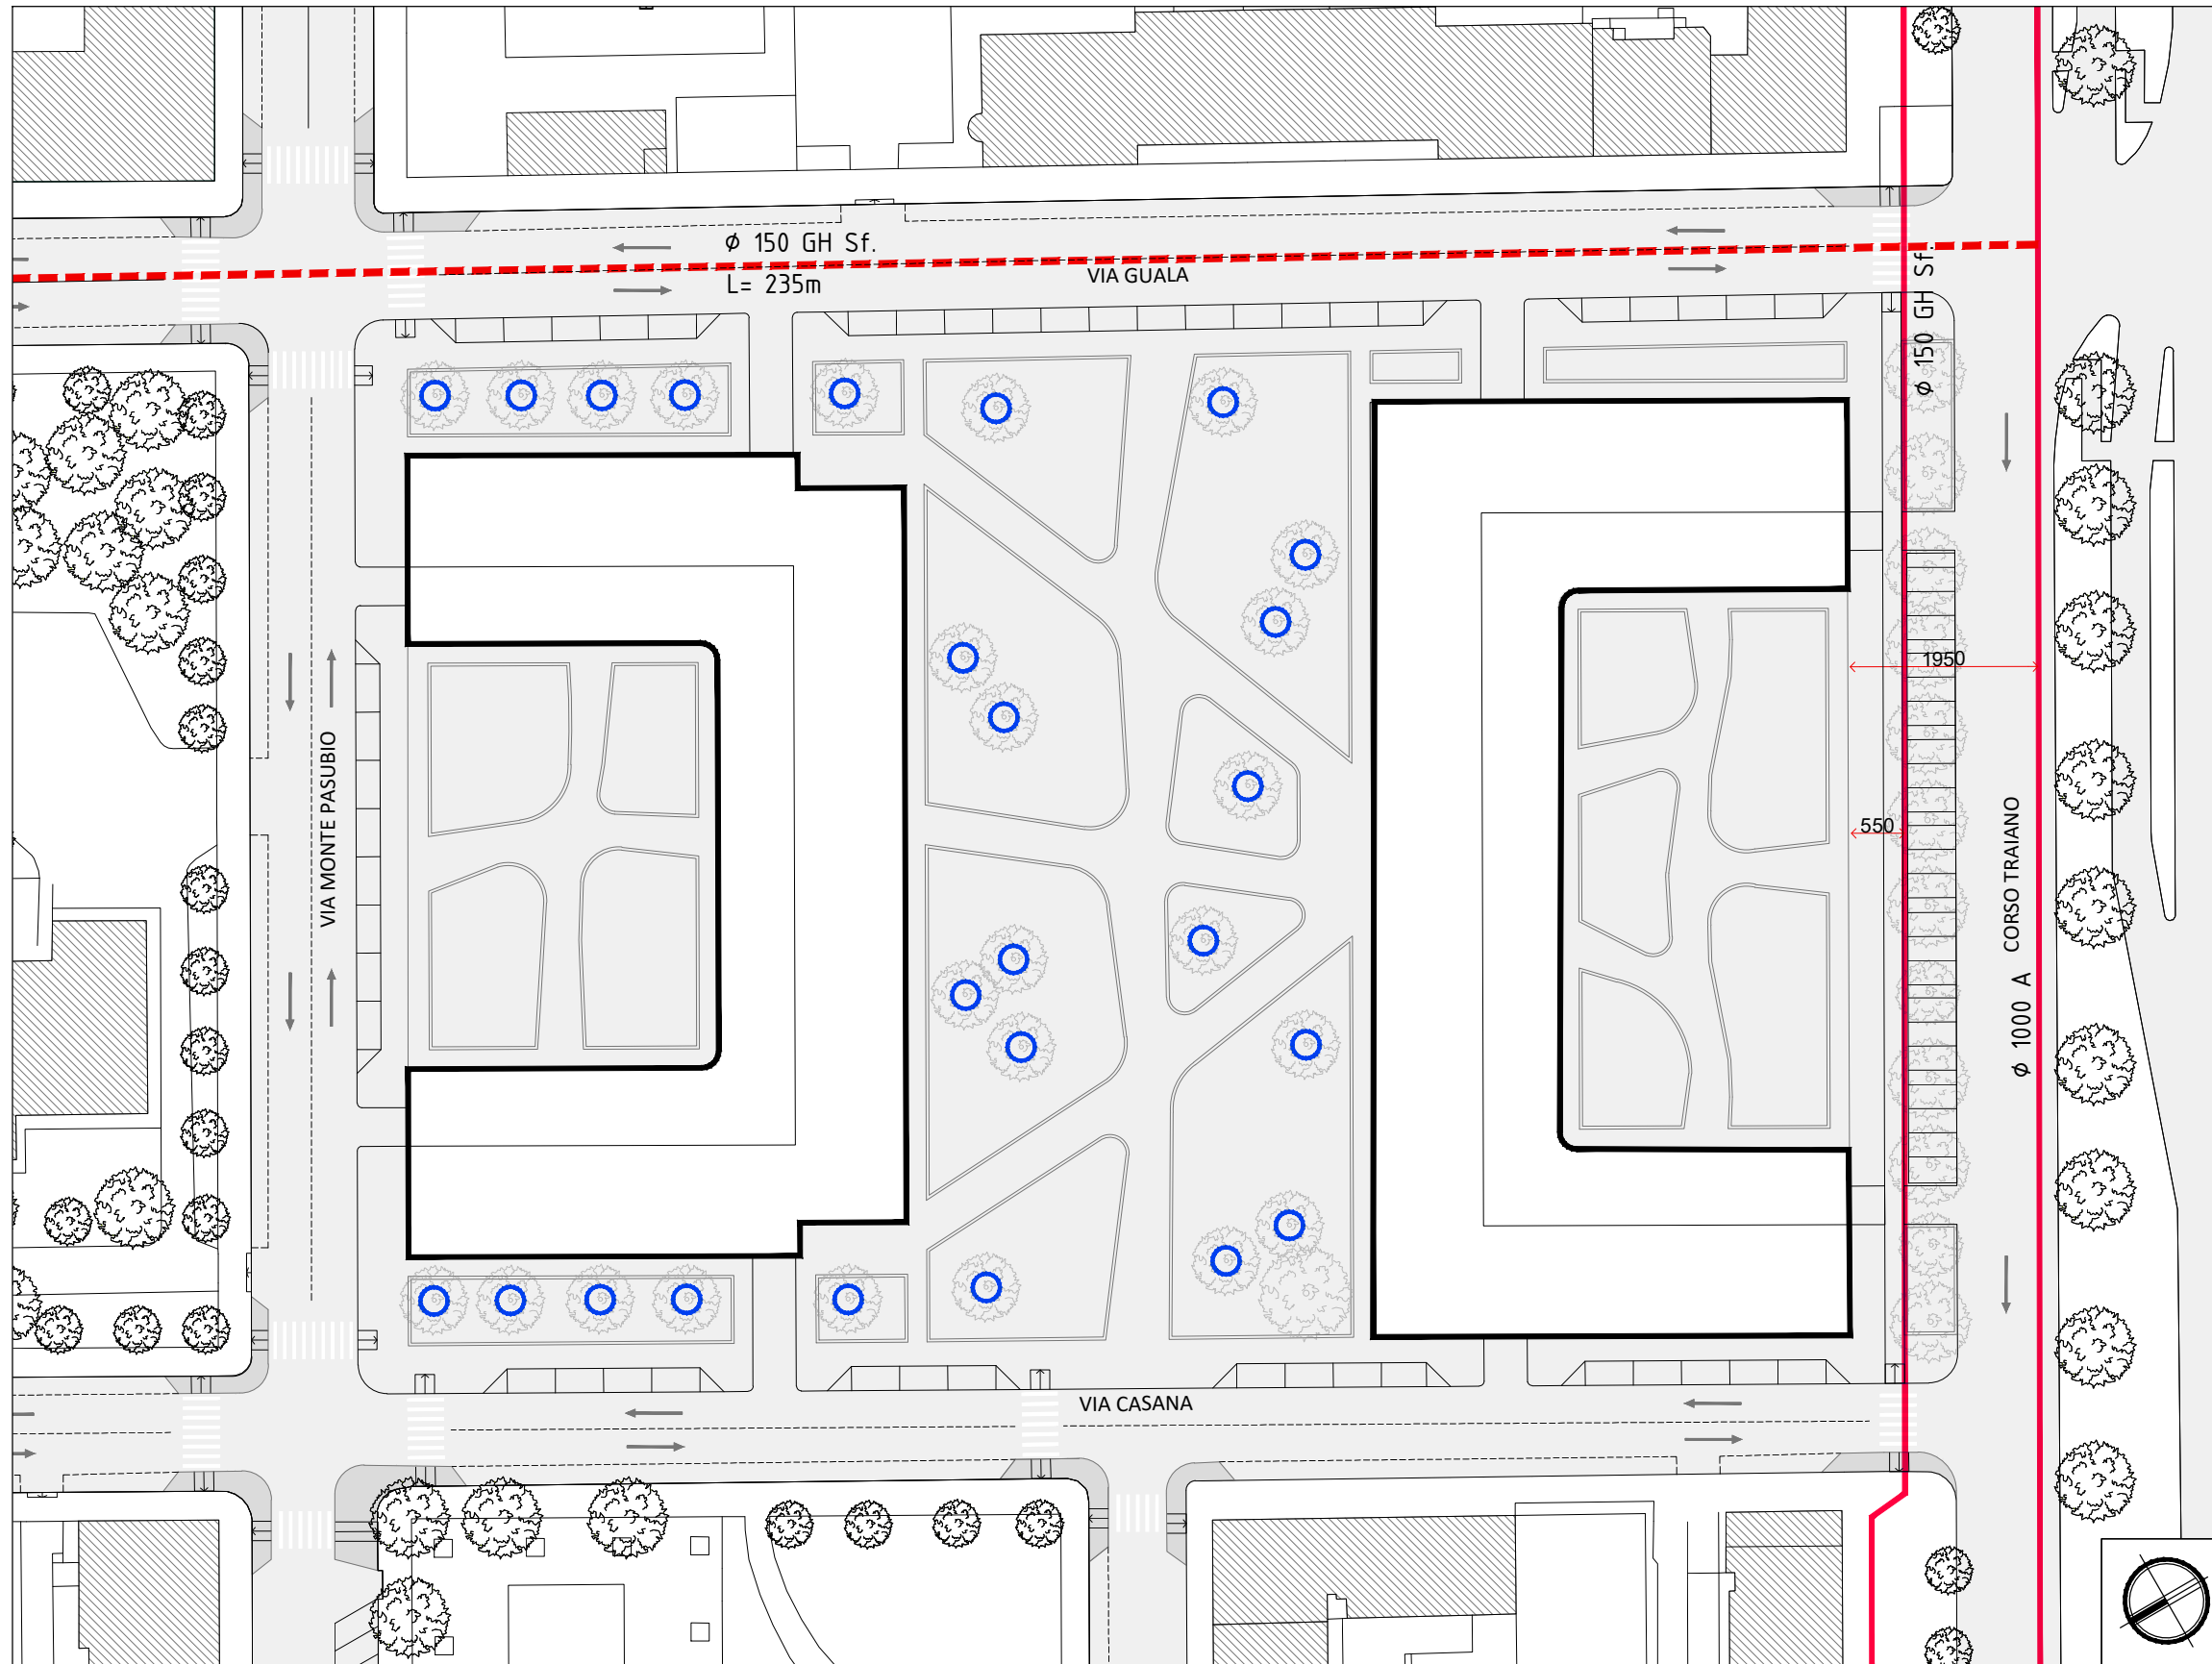 ϕ 150 GH Sf.
L= 235m
VIA GUALA
ϕ 150 GH Sf.
1950
VIA MONTE PASUBIO
550
CORSO TRAIANO
ϕ 1000 A
VIA CASANA